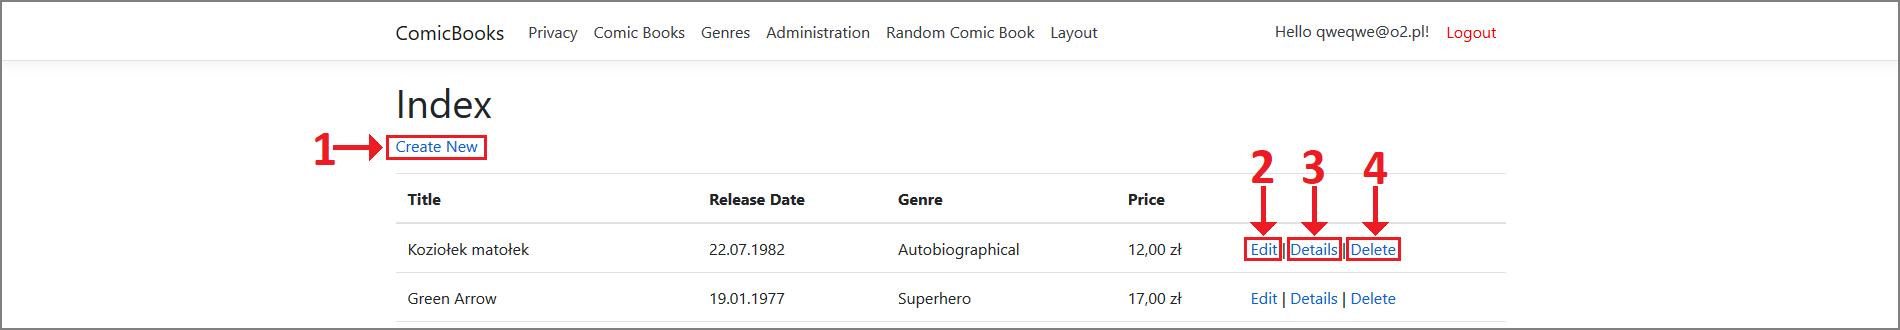 ComicBooks Privacy Comic Books Genres Administration Random Comic Book Layout Hello qweqwe@o2.pl! Logout
Index
1 Create New
2 3 4
Title Release Date Genre Price
Koziołek matołek 22.07.1982 Autobiographical 12,00 zł Edit | Details | Delete
Green Arrow 19.01.1977 Superhero 17,00 zł Edit | Details | Delete